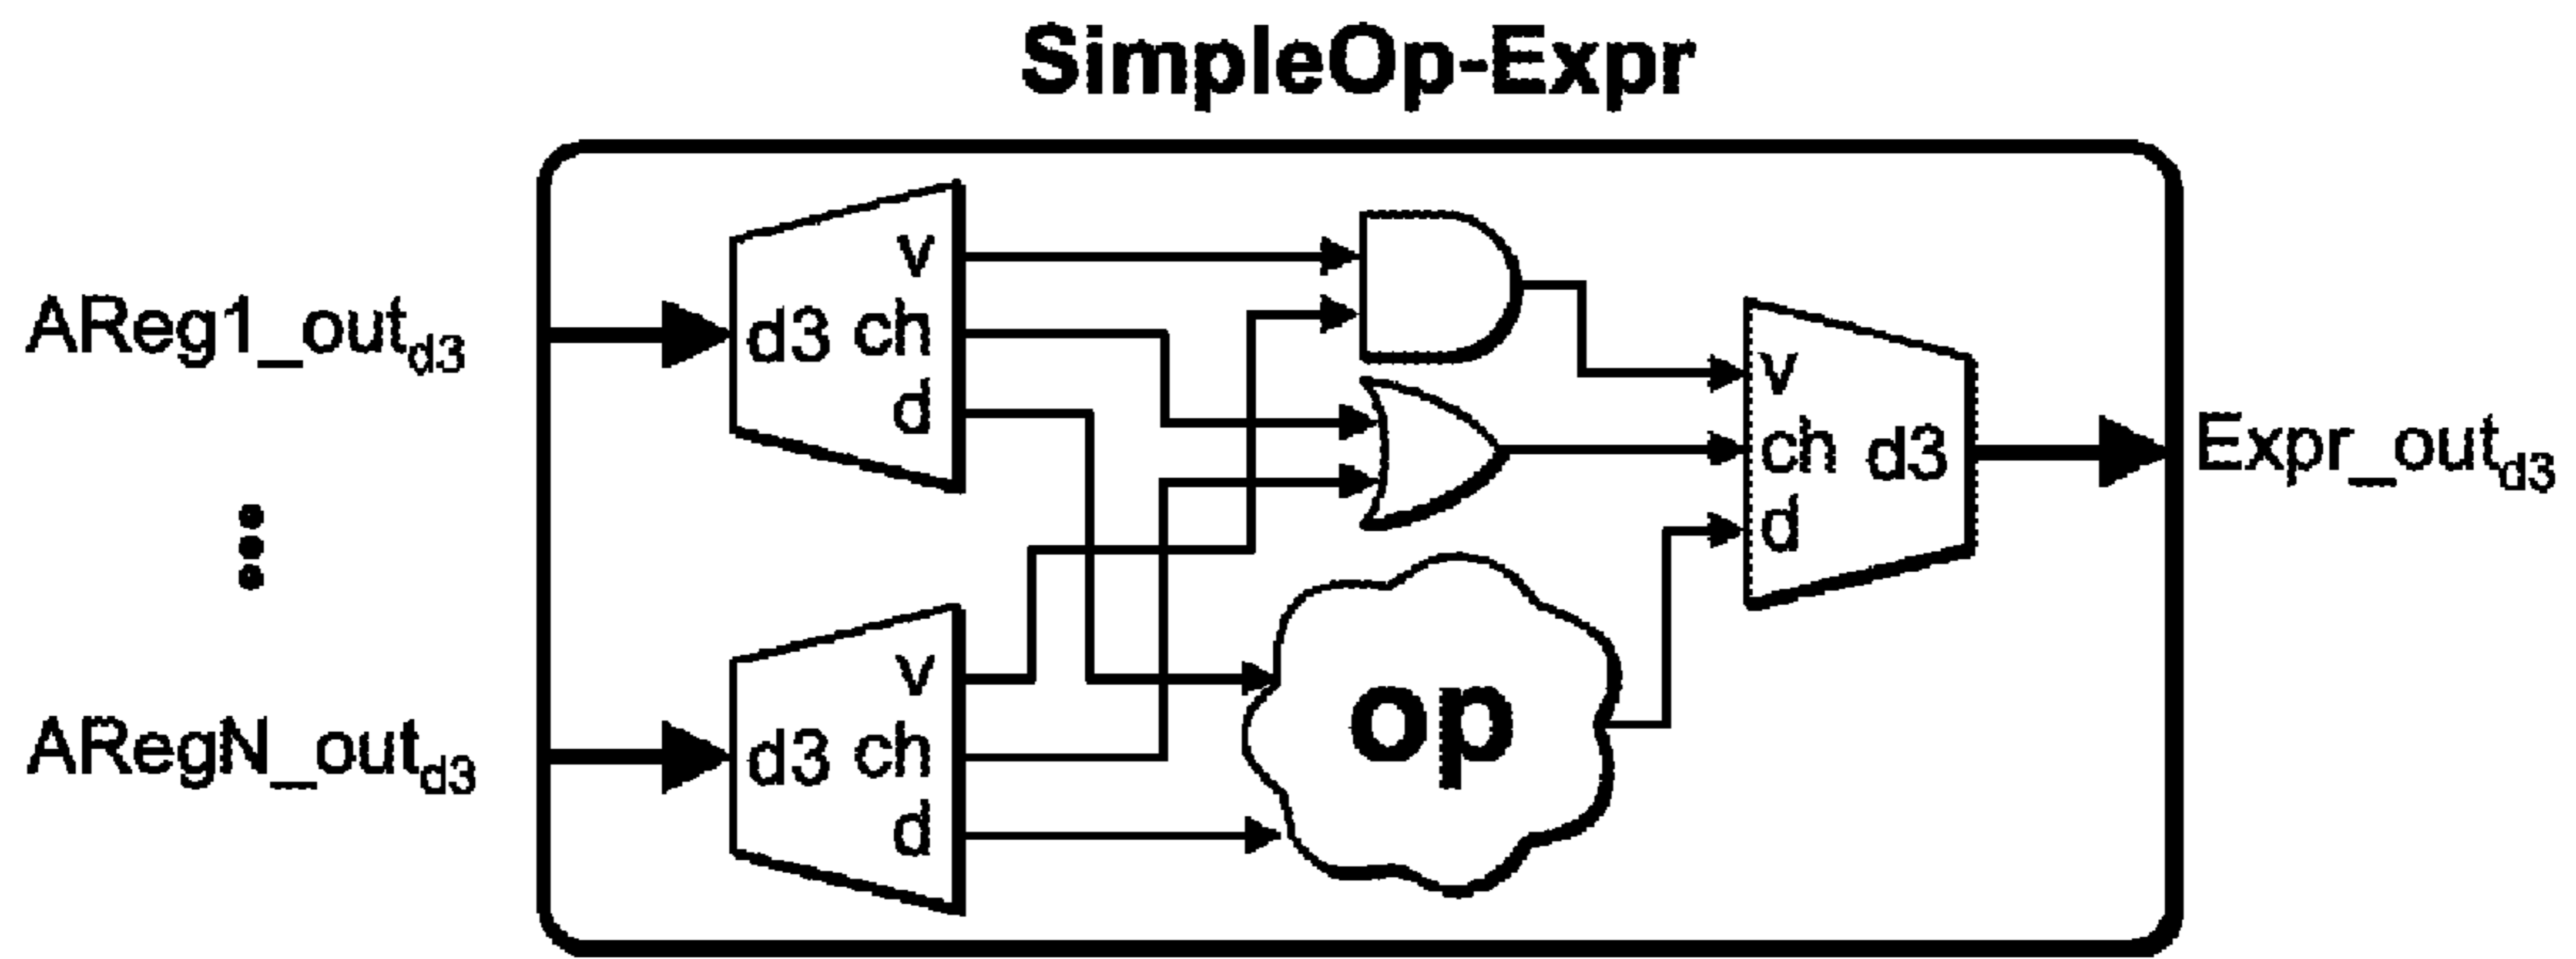 SimpleOp-Expr
AReg1_outd3
d3
v
ch
d
ARegN_outd3
d3
v
ch
d
op
v
ch
d
d3
Expr_outd3